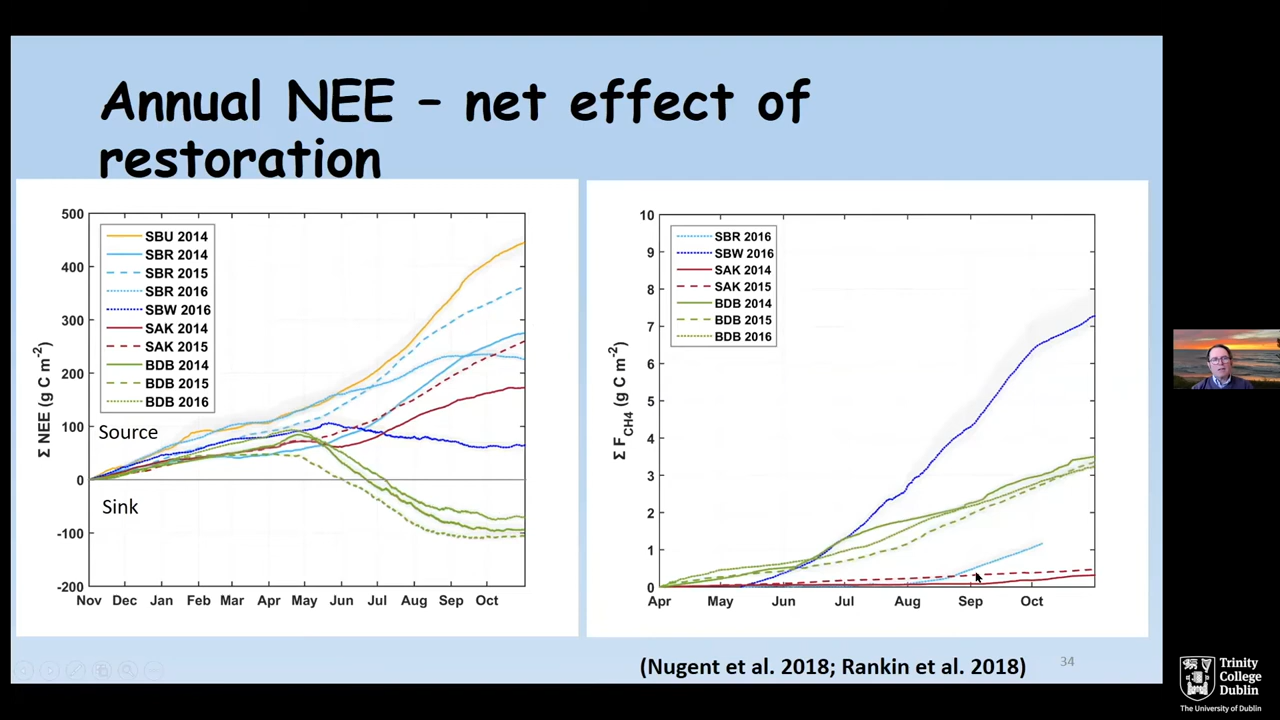 Annual NEE – net effect of
restoration
500
400
300
200
100
0
-100
-200
Σ NEE (g C m⁻²)
SBU 2014
SBR 2014
SBR 2015
SBR 2016
SBW 2016
SAK 2014
SAK 2015
BDB 2014
BDB 2015
BDB 2016
Source
Sink
Nov Dec Jan Feb Mar Apr May Jun Jul Aug Sep Oct
10
9
8
7
6
5
4
3
2
1
0
Σ F_CH4 (g C m⁻²)
SBR 2016
SBW 2016
SAK 2014
SAK 2015
BDB 2014
BDB 2015
BDB 2016
Apr May Jun Jul Aug Sep Oct
(Nugent et al. 2018; Rankin et al. 2018)
34
Trinity
College
Dublin
The University of Dublin